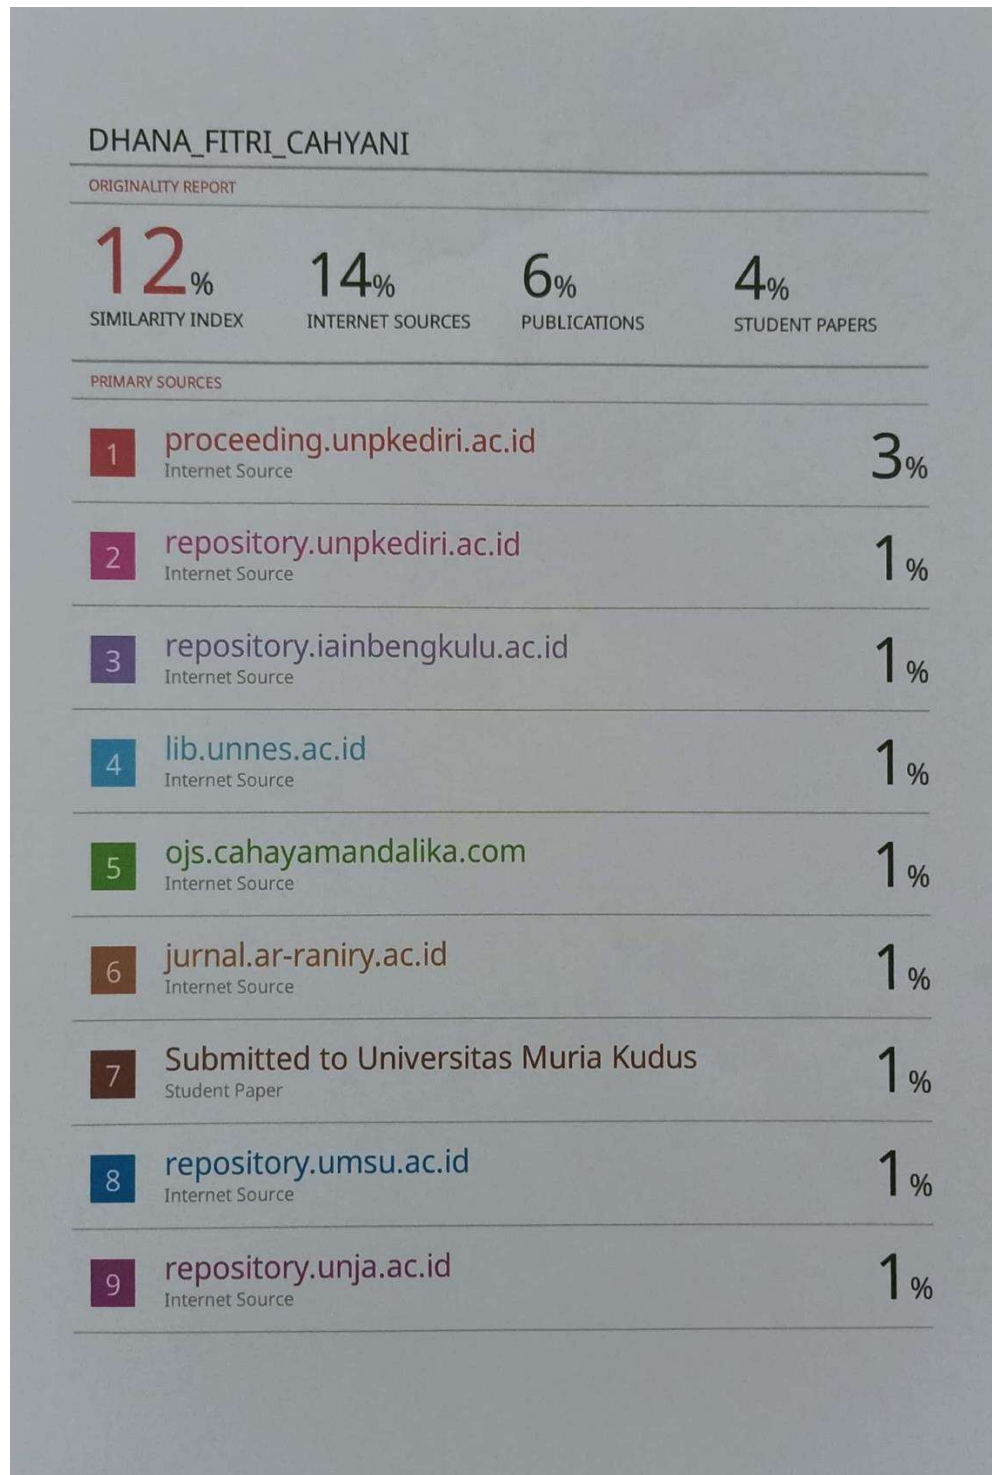 DHANA_FITRI_CAHYANI
ORIGINALITY REPORT
12% 14% 6% 4%
SIMILARITY INDEX INTERNET SOURCES PUBLICATIONS STUDENT PAPERS
PRIMARY SOURCES
1 proceeding.unpkediri.ac.id 3%
Internet Source
2 repository.unpkediri.ac.id 1%
Internet Source
3 repository.iainbengkulu.ac.id 1%
Internet Source
4 lib.unnes.ac.id 1%
Internet Source
5 ojs.cahayamandalika.com 1%
Internet Source
6 jurnal.ar-raniry.ac.id 1%
Internet Source
7 Submitted to Universitas Muria Kudus 1%
Student Paper
8 repository.umsu.ac.id 1%
Internet Source
9 repository.unja.ac.id 1%
Internet Source